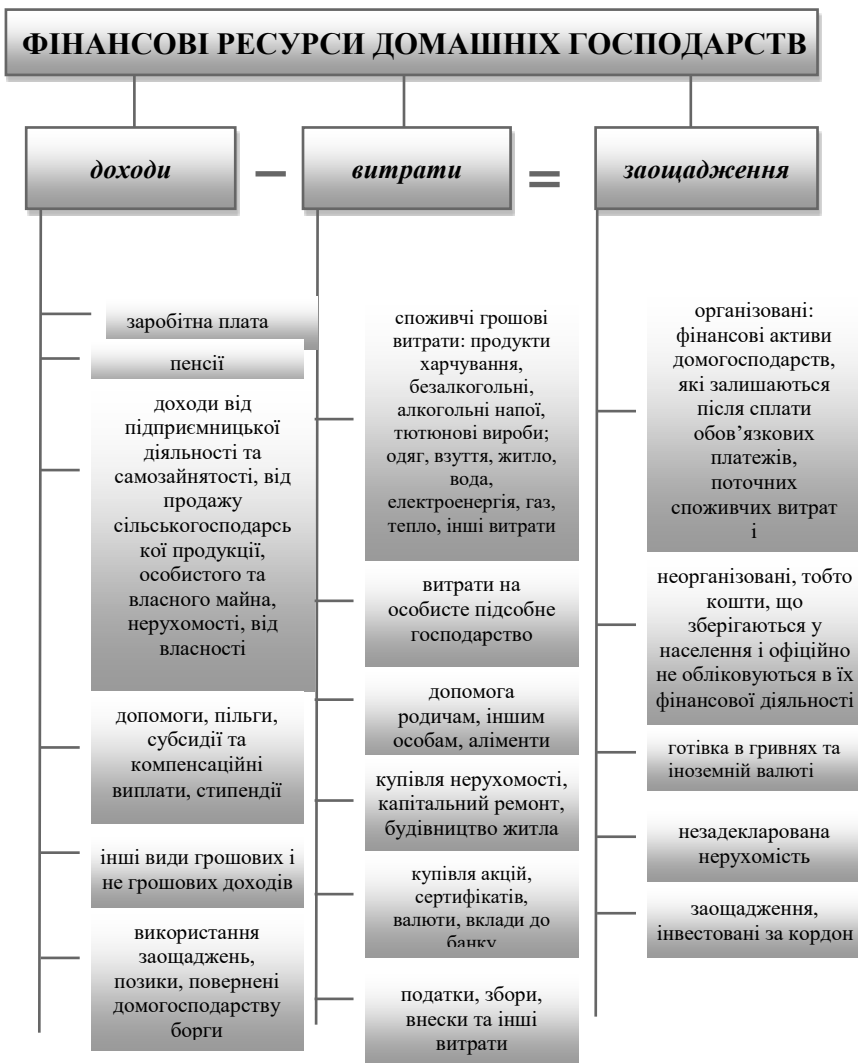 ФІНАНСОВІ РЕСУРСИ ДОМАШНІХ ГОСПОДАРСТВ
доходи
–
витрати
=
заощадження
заробітна плата
пенсії
доходи від
підприємницької
діяльності та
самозайнятості, від
продажу
сільськогосподарсь
кої продукції,
особистого та
власного майна,
нерухомості, від
власності
допомоги, пільги,
субсидії та
компенсаційні
виплати, стипендії
інші види грошових і
не грошових доходів
використання
заощаджень,
позики, повернені
домогосподарству
борги
споживчі грошові
витрати: продукти
харчування,
безалкогольні,
алкогольні напої,
тютюнові вироби;
одяг, взуття, житло,
вода,
електроенергія, газ,
тепло, інші витрати
витрати на
особисте підсобне
господарство
допомога
родичам, іншим
особам, аліменти
купівля нерухомості,
капітальний ремонт,
будівництво житла
купівля акцій,
сертифікатів,
валюти, вклади до
банку
податки, збори,
внески та інші
витрати
організовані:
фінансові активи
домогосподарств,
які залишаються
після сплати
обов’язкових
платежів,
поточних
споживчих витрат
і
неорганізовані, тобто
кошти, що
зберігаються у
населення і офіційно
не обліковуються в їх
фінансової діяльності
готівка в гривнях та
іноземній валюті
незадекларована
нерухомість
заощадження,
інвестовані за кордон